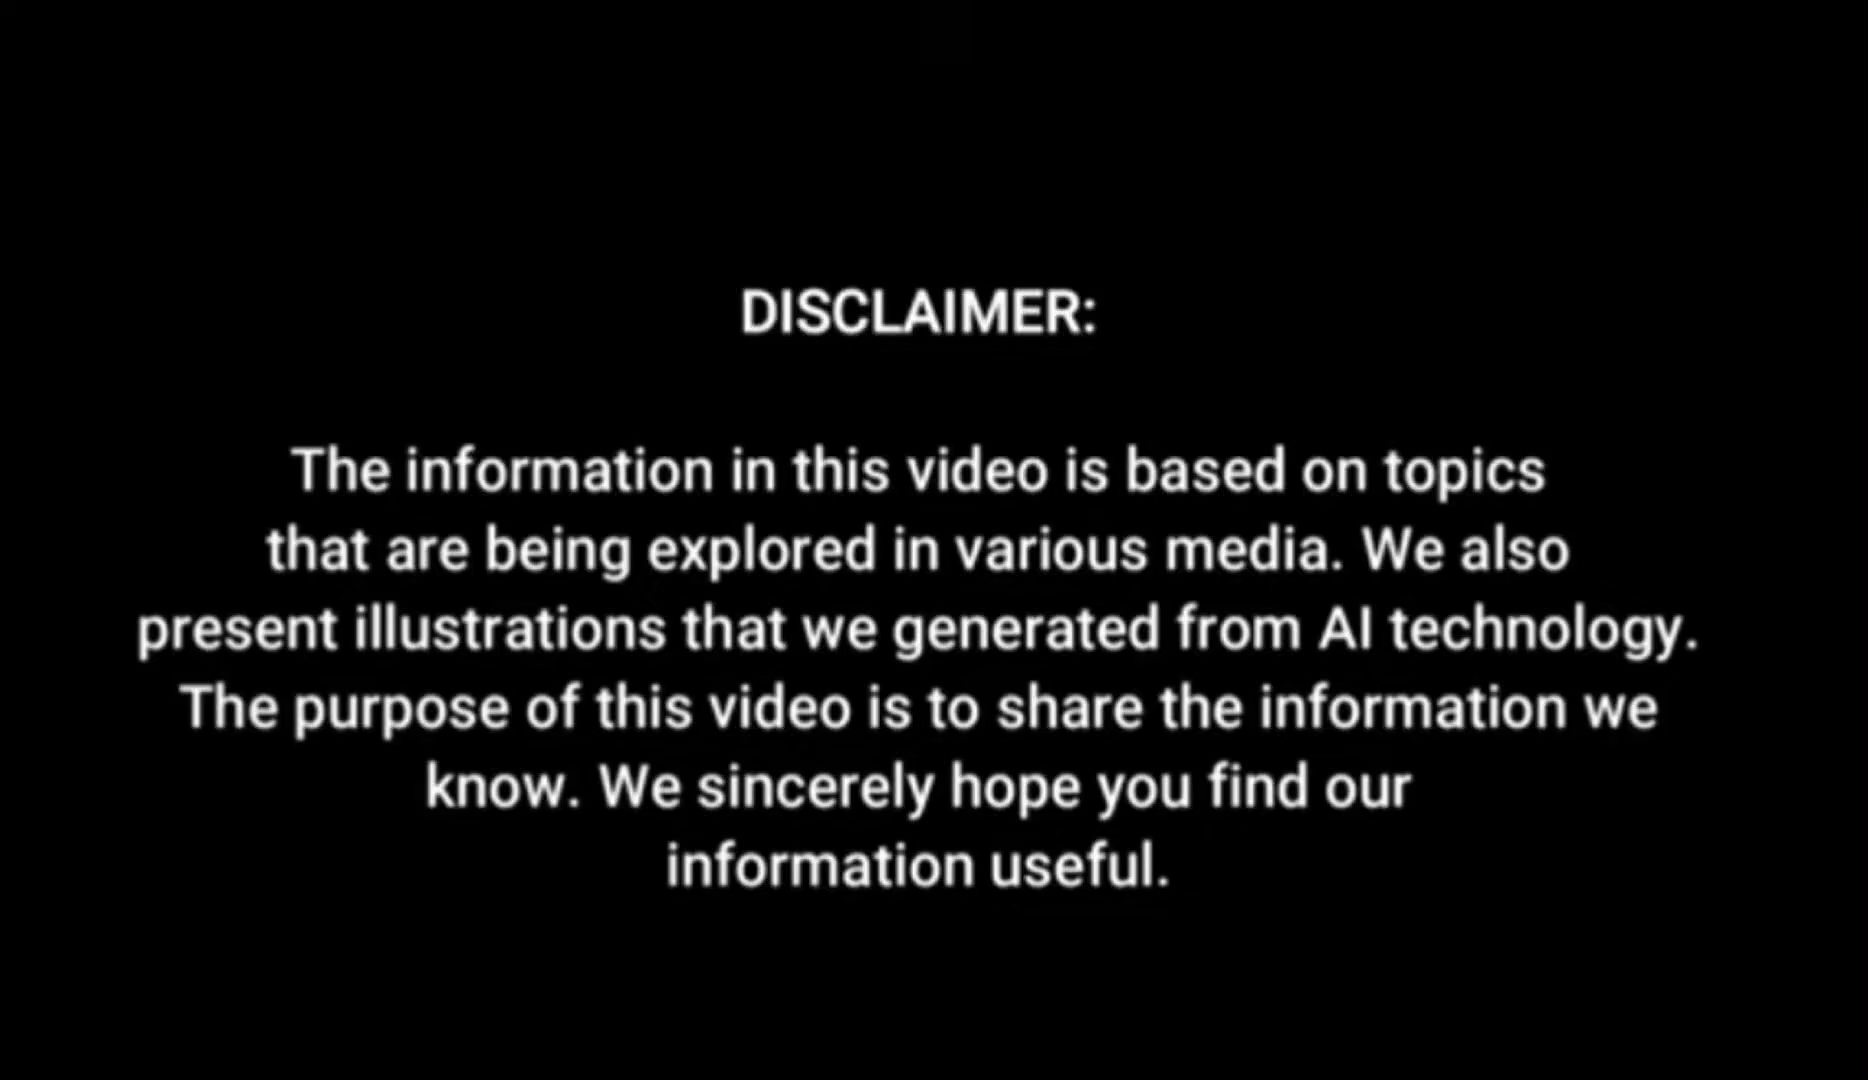 DISCLAIMER:
The information in this video is based on topics
that are being explored in various media. We also
present illustrations that we generated from AI technology.
The purpose of this video is to share the information we
know. We sincerely hope you find our
information useful.